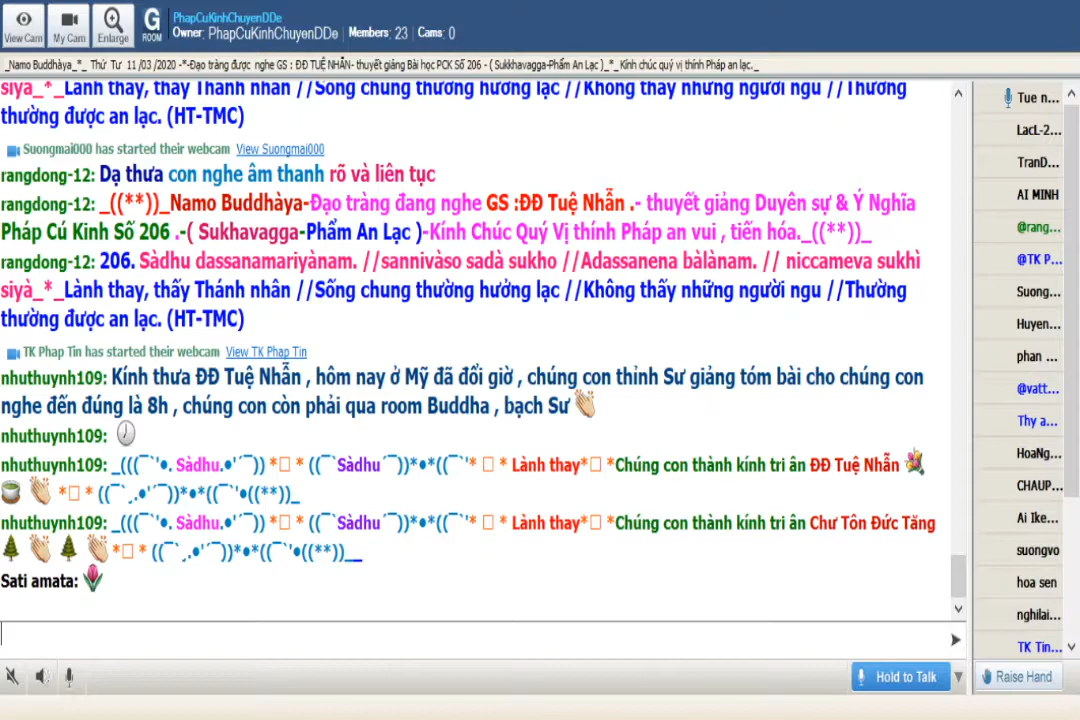 View Cam
My Cam
Enlarge
G
ROOM
PhapCuKinhChuyenDDe
Owner: PhapCuKinhChuyenDDe | Members: 23 | Cams: 0
_Namo Buddhàya_*_ Thứ Tư 11 /03 /2020 -*-Đạo tràng được nghe GS : ĐĐ TUỆ NHẪN- thuyết giảng Bài học PCK Số 206 - ( Sukkhavagga-Phẩm An Lạc )_*_Kính chúc quý vị thính Pháp an lạc._
siyà_*_Lành thay, thấy Thánh nhân //Sống chung thường hưởng lạc //Không thấy những người ngu //Thường
thường được an lạc. (HT-TMC)
Suongmai000 has started their webcam View Suongmai000
rangdong-12: Dạ thưa con nghe âm thanh rõ và liên tục
rangdong-12: _((**))_Namo Buddhàya-Đạo tràng đang nghe GS :ĐĐ Tuệ Nhẫn .- thuyết giảng Duyên sự & Ý Nghĩa
Pháp Cú Kinh Số 206 .-( Sukhavagga-Phẩm An Lạc )-Kính Chúc Quý Vị thính Pháp an vui , tiến hóa._((**))_
rangdong-12: 206. Sàdhu dassanamariyànam. //sannivàso sadà sukho //Adassanena bàlànam. // niccameva sukhì
siyà_*_Lành thay, thấy Thánh nhân //Sống chung thường hưởng lạc //Không thấy những người ngu //Thường
thường được an lạc. (HT-TMC)
TK Phap Tin has started their webcam View TK Phap Tin
nhuthuynh109: Kính thưa ĐĐ Tuệ Nhẫn , hôm nay ở Mỹ đã đổi giờ , chúng con thỉnh Sư giảng tóm bài cho chúng con
nghe đến đúng là 8h , chúng con còn phải qua room Buddha , bạch Sư
nhuthuynh109:
nhuthuynh109: _(((¯`'•. Sàdhu.•'´¯)) *□ * ((¯`Sàdhu´¯))*•*((¯`'* □ * Lành thay*□ *Chúng con thành kính tri ân ĐĐ Tuệ Nhẫn
*□ * ((¯`¸.•'´¯))*•*((¯`'•((**))_
nhuthuynh109: _(((¯`'•. Sàdhu.•'´¯)) *□ * ((¯`Sàdhu´¯))*•*((¯`'* □ * Lành thay*□ *Chúng con thành kính tri ân Chư Tôn Đức Tăng
*□ * ((¯`¸.•'´¯))*•*((¯`'•((**))__
Sati amata:
Tue n...
LacL-2...
TranD...
AI MINH
@rang...
@TK P...
Suong...
Huyen...
phan ...
@vatt...
Thy a...
HoaNg...
CHAUP...
Ai Ike...
suongvo
hoa sen
nghilai...
TK Tin...
Hold to Talk
Raise Hand